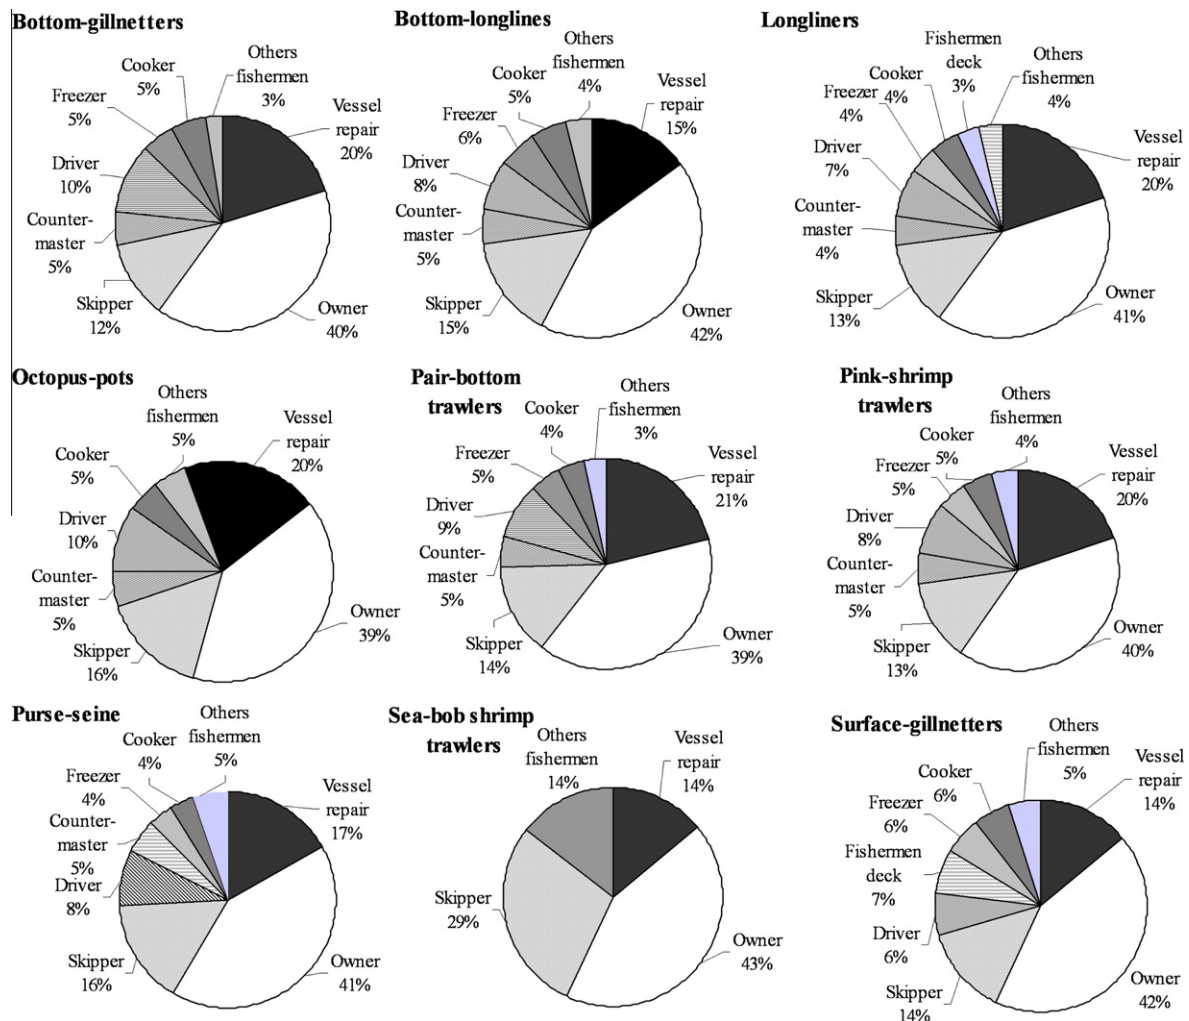 Bottom-gillnetters
Others
fishermen
3%
Cooker
5%
Freezer
5%
Vessel
repair
20%
Driver
10%
Counter-
master
5%
Skipper
12%
Owner
40%
Bottom-longlines
Others
fishermen
4%
Cooker
5%
Freezer
6%
Vessel
repair
15%
Driver
8%
Counter-
master
5%
Skipper
15%
Owner
42%
Longliners
Fishermen
deck
3%
Others
fishermen
4%
Cooker
4%
Freezer
4%
Vessel
repair
20%
Driver
7%
Counter-
master
4%
Skipper
13%
Owner
41%
Octopus-pots
Others
fishermen
5%
Vessel
repair
20%
Cooker
5%
Driver
10%
Counter-
master
5%
Skipper
16%
Owner
39%
Pair-bottom
trawlers
Others
fishermen
3%
Cooker
4%
Freezer
5%
Vessel
repair
21%
Driver
9%
Counter-
master
5%
Skipper
14%
Owner
39%
Pink-shrimp
trawlers
Others
fishermen
4%
Cooker
5%
Freezer
5%
Vessel
repair
20%
Driver
8%
Counter-
master
5%
Skipper
13%
Owner
40%
Purse-seine
Others
fishermen
5%
Cooker
4%
Freezer
4%
Vessel
repair
17%
Counter-
master
5%
Driver
8%
Skipper
16%
Owner
41%
Sea-bob shrimp
trawlers
Others
fishermen
14%
Vessel
repair
14%
Skipper
29%
Owner
43%
Surface-gillnetters
Others
fishermen
5%
Vessel
repair
14%
Cooker
6%
Freezer
6%
Fishermen
deck
7%
Driver
6%
Skipper
14%
Owner
42%